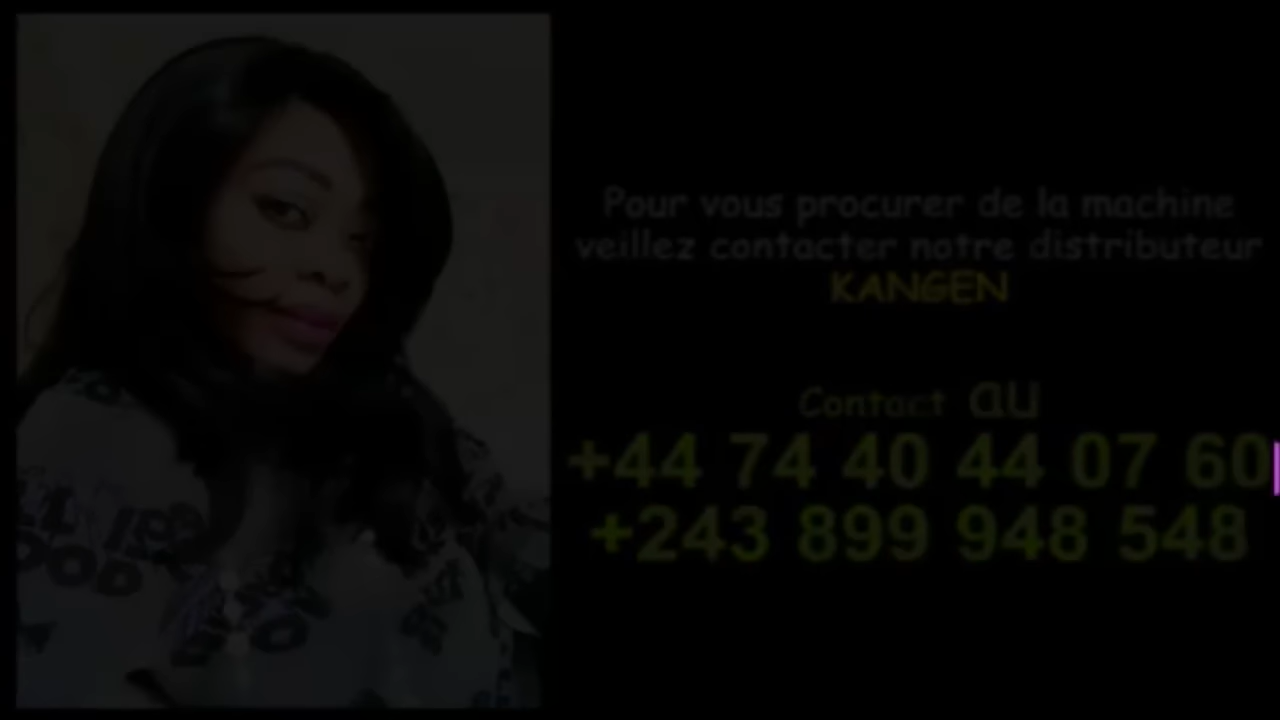 Pour vous procurer de la machine
veillez contacter notre distributeur
KANGEN
Contact au
+44 74 40 44 07 60
+243 899 948 548